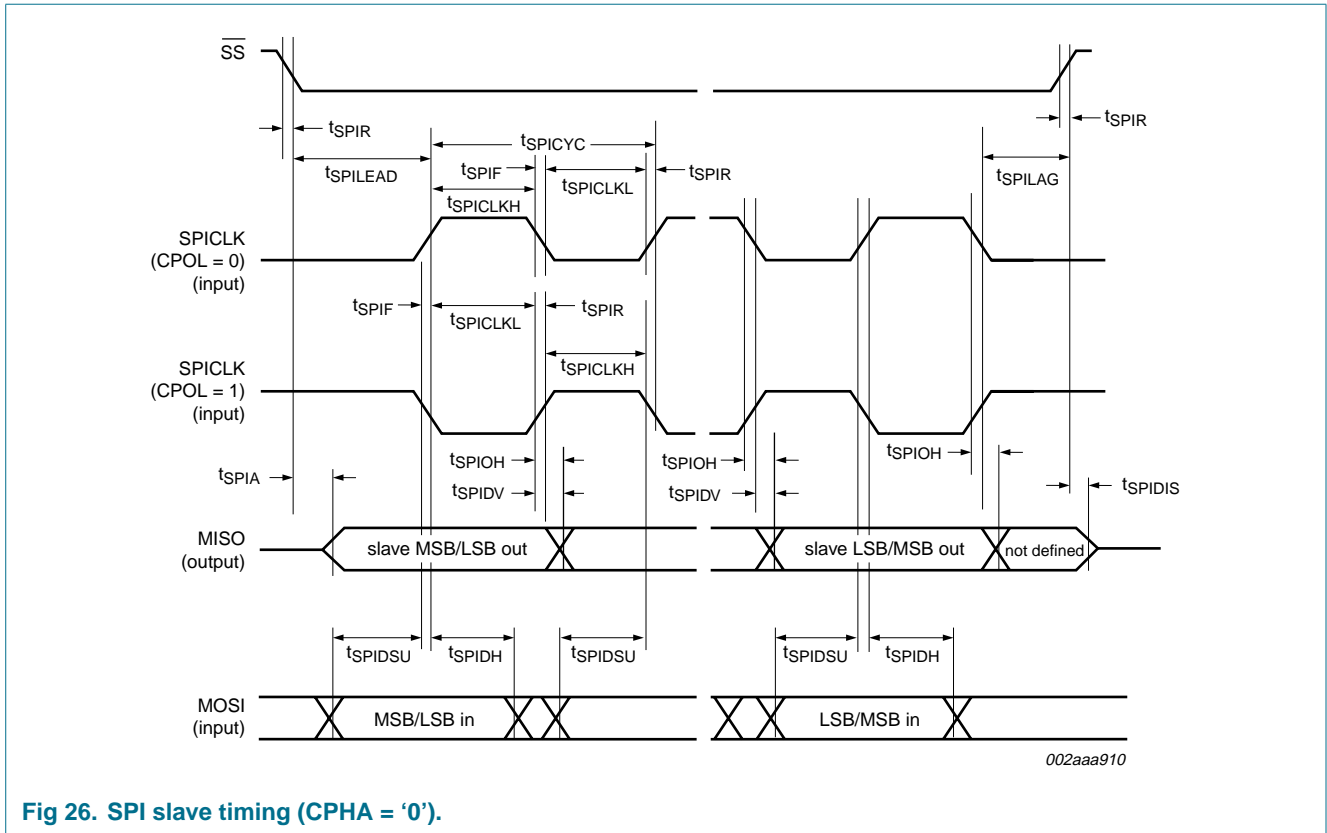 SS
tSPIR
tSPIR
tSPICYC
tSPILEAD
tSPIF
tSPICLKL
tSPIR
tSPILAG
tSPICLKH
SPICLK
(CPOL = 0)
(input)
tSPIF
tSPICLKL
tSPIR
tSPICLKH
SPICLK
(CPOL = 1)
(input)
tSPIOH
tSPIOH
tSPIOH
tSPIA
tSPIDV
tSPIDV
tSPIDIS
MISO
(output)
slave MSB/LSB out
slave LSB/MSB out
not defined
tSPIDSU
tSPIDH
tSPIDSU
tSPIDSU
tSPIDH
MOSI
(input)
MSB/LSB in
LSB/MSB in
002aaa910
Fig 26. SPI slave timing (CPHA = ‘0’).